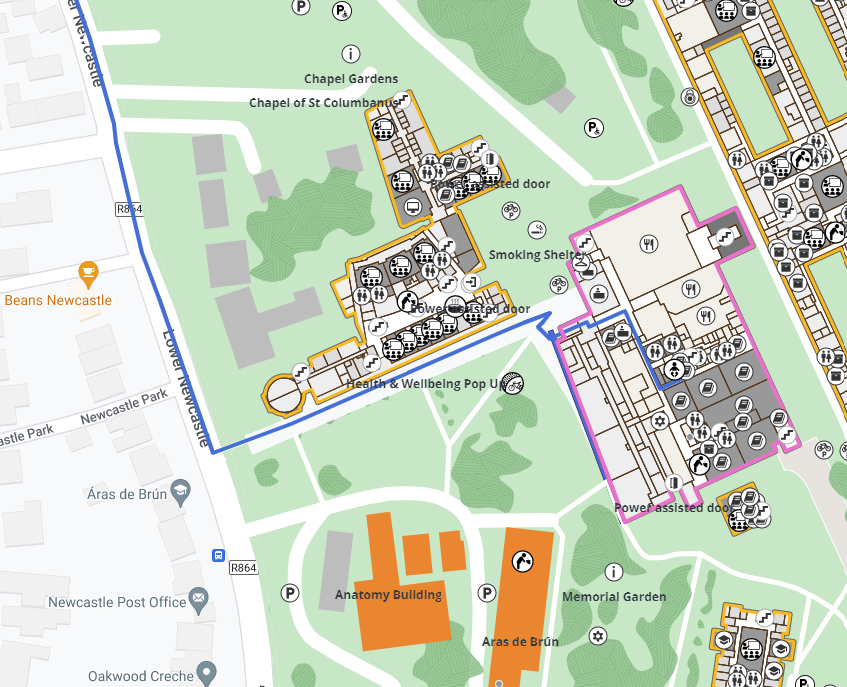 Lower Newcastle
P
P
i
Chapel Gardens
Chapel of St Columbanus
P
Power assisted door
R864
P
Smoking Shelter
Beans Newcastle
P
Power assisted door
Lower Newcastle
Health & Wellbeing Pop Up
Newcastle Park
astle Park
P
Áras de Brún
Power assisted door
R864
P
Anatomy Building
P
i
Memorial Garden
Newcastle Post Office
Aras de Brún
Oakwood Creche
P